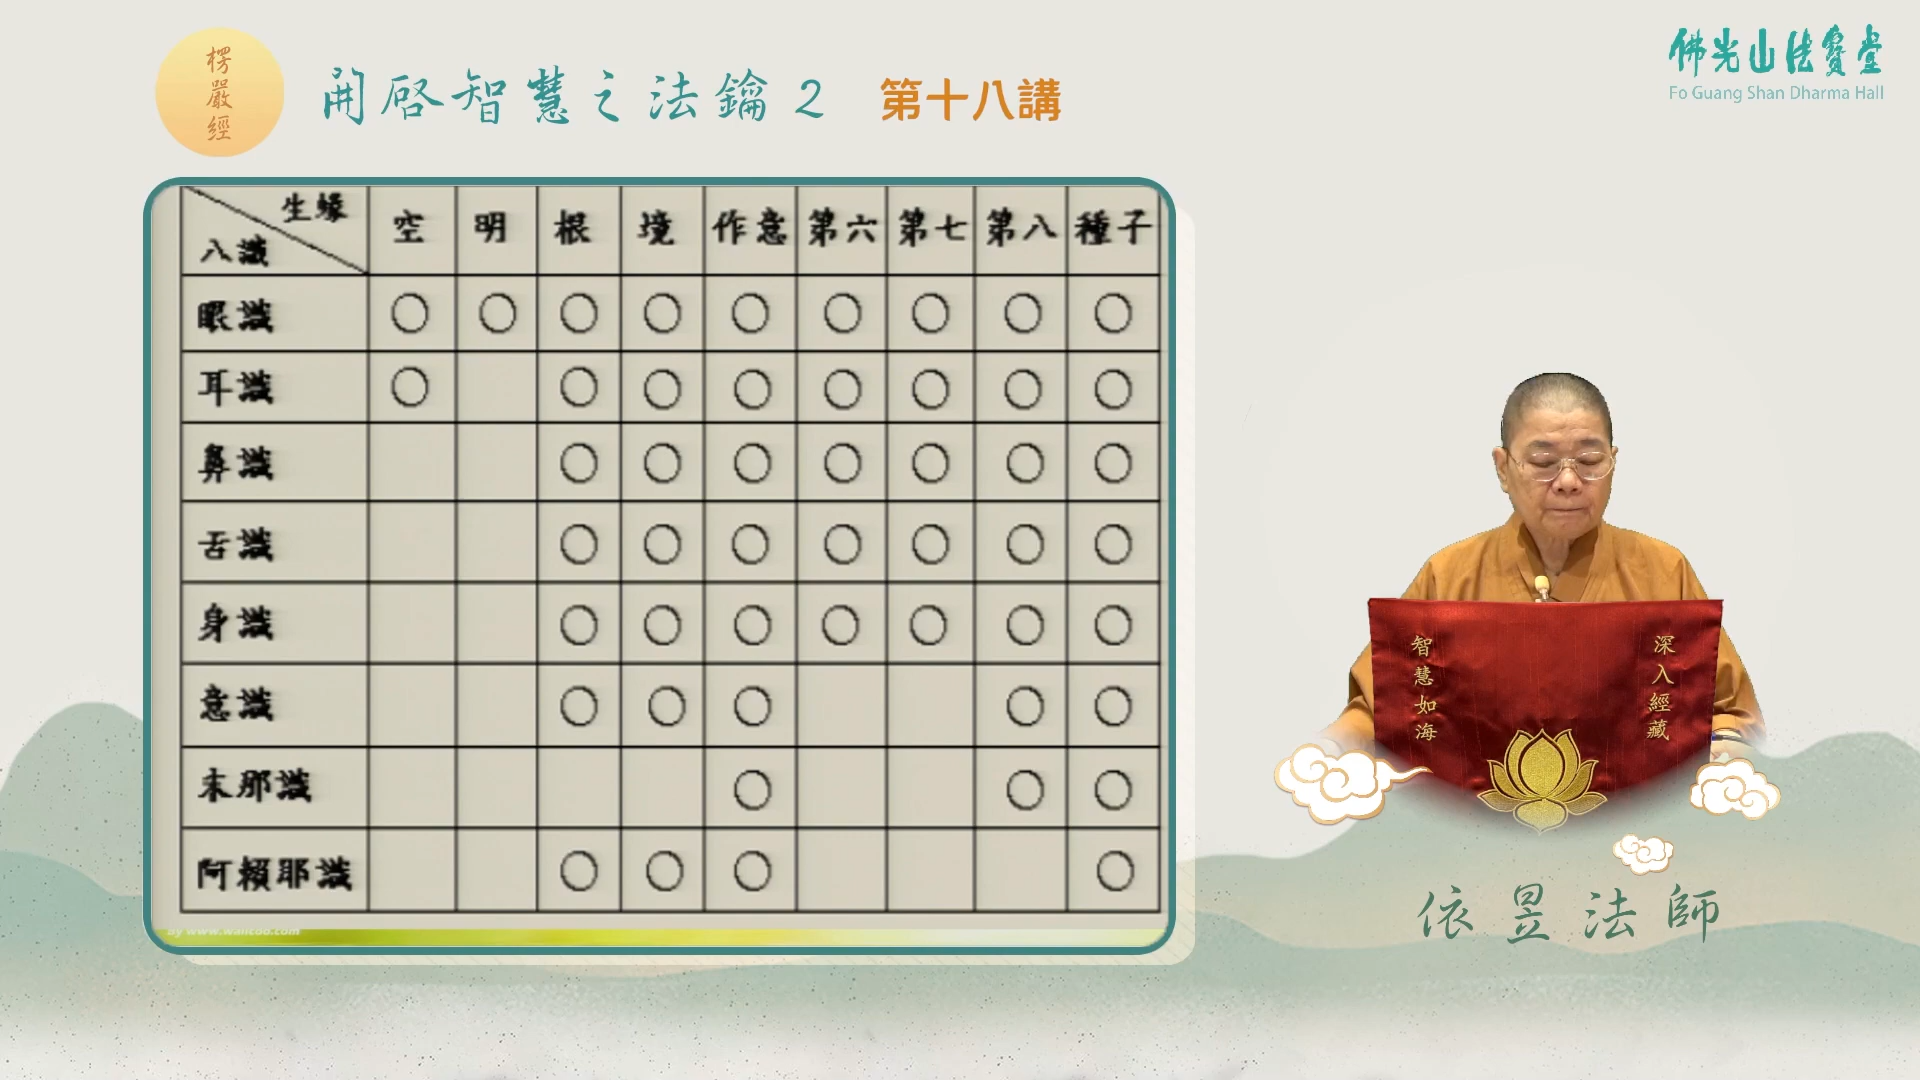 楞嚴經
開啓智慧之法鑰 2 第十八講
佛光山法寶堂
Fo Guang Shan Dharma Hall
生緣 八識 空 明 根 境 作意 第六 第七 第八 種子
眼識 ○ ○ ○ ○ ○ ○ ○ ○ ○
耳識 ○ ○ ○ ○ ○ ○ ○ ○
鼻識 ○ ○ ○ ○ ○ ○ ○
舌識 ○ ○ ○ ○ ○ ○ ○
身識 ○ ○ ○ ○ ○ ○ ○
意識 ○ ○ ○ ○ ○
末那識 ○ ○ ○
阿賴耶識 ○ ○ ○ ○
深入經藏
智慧如海
依昱法師